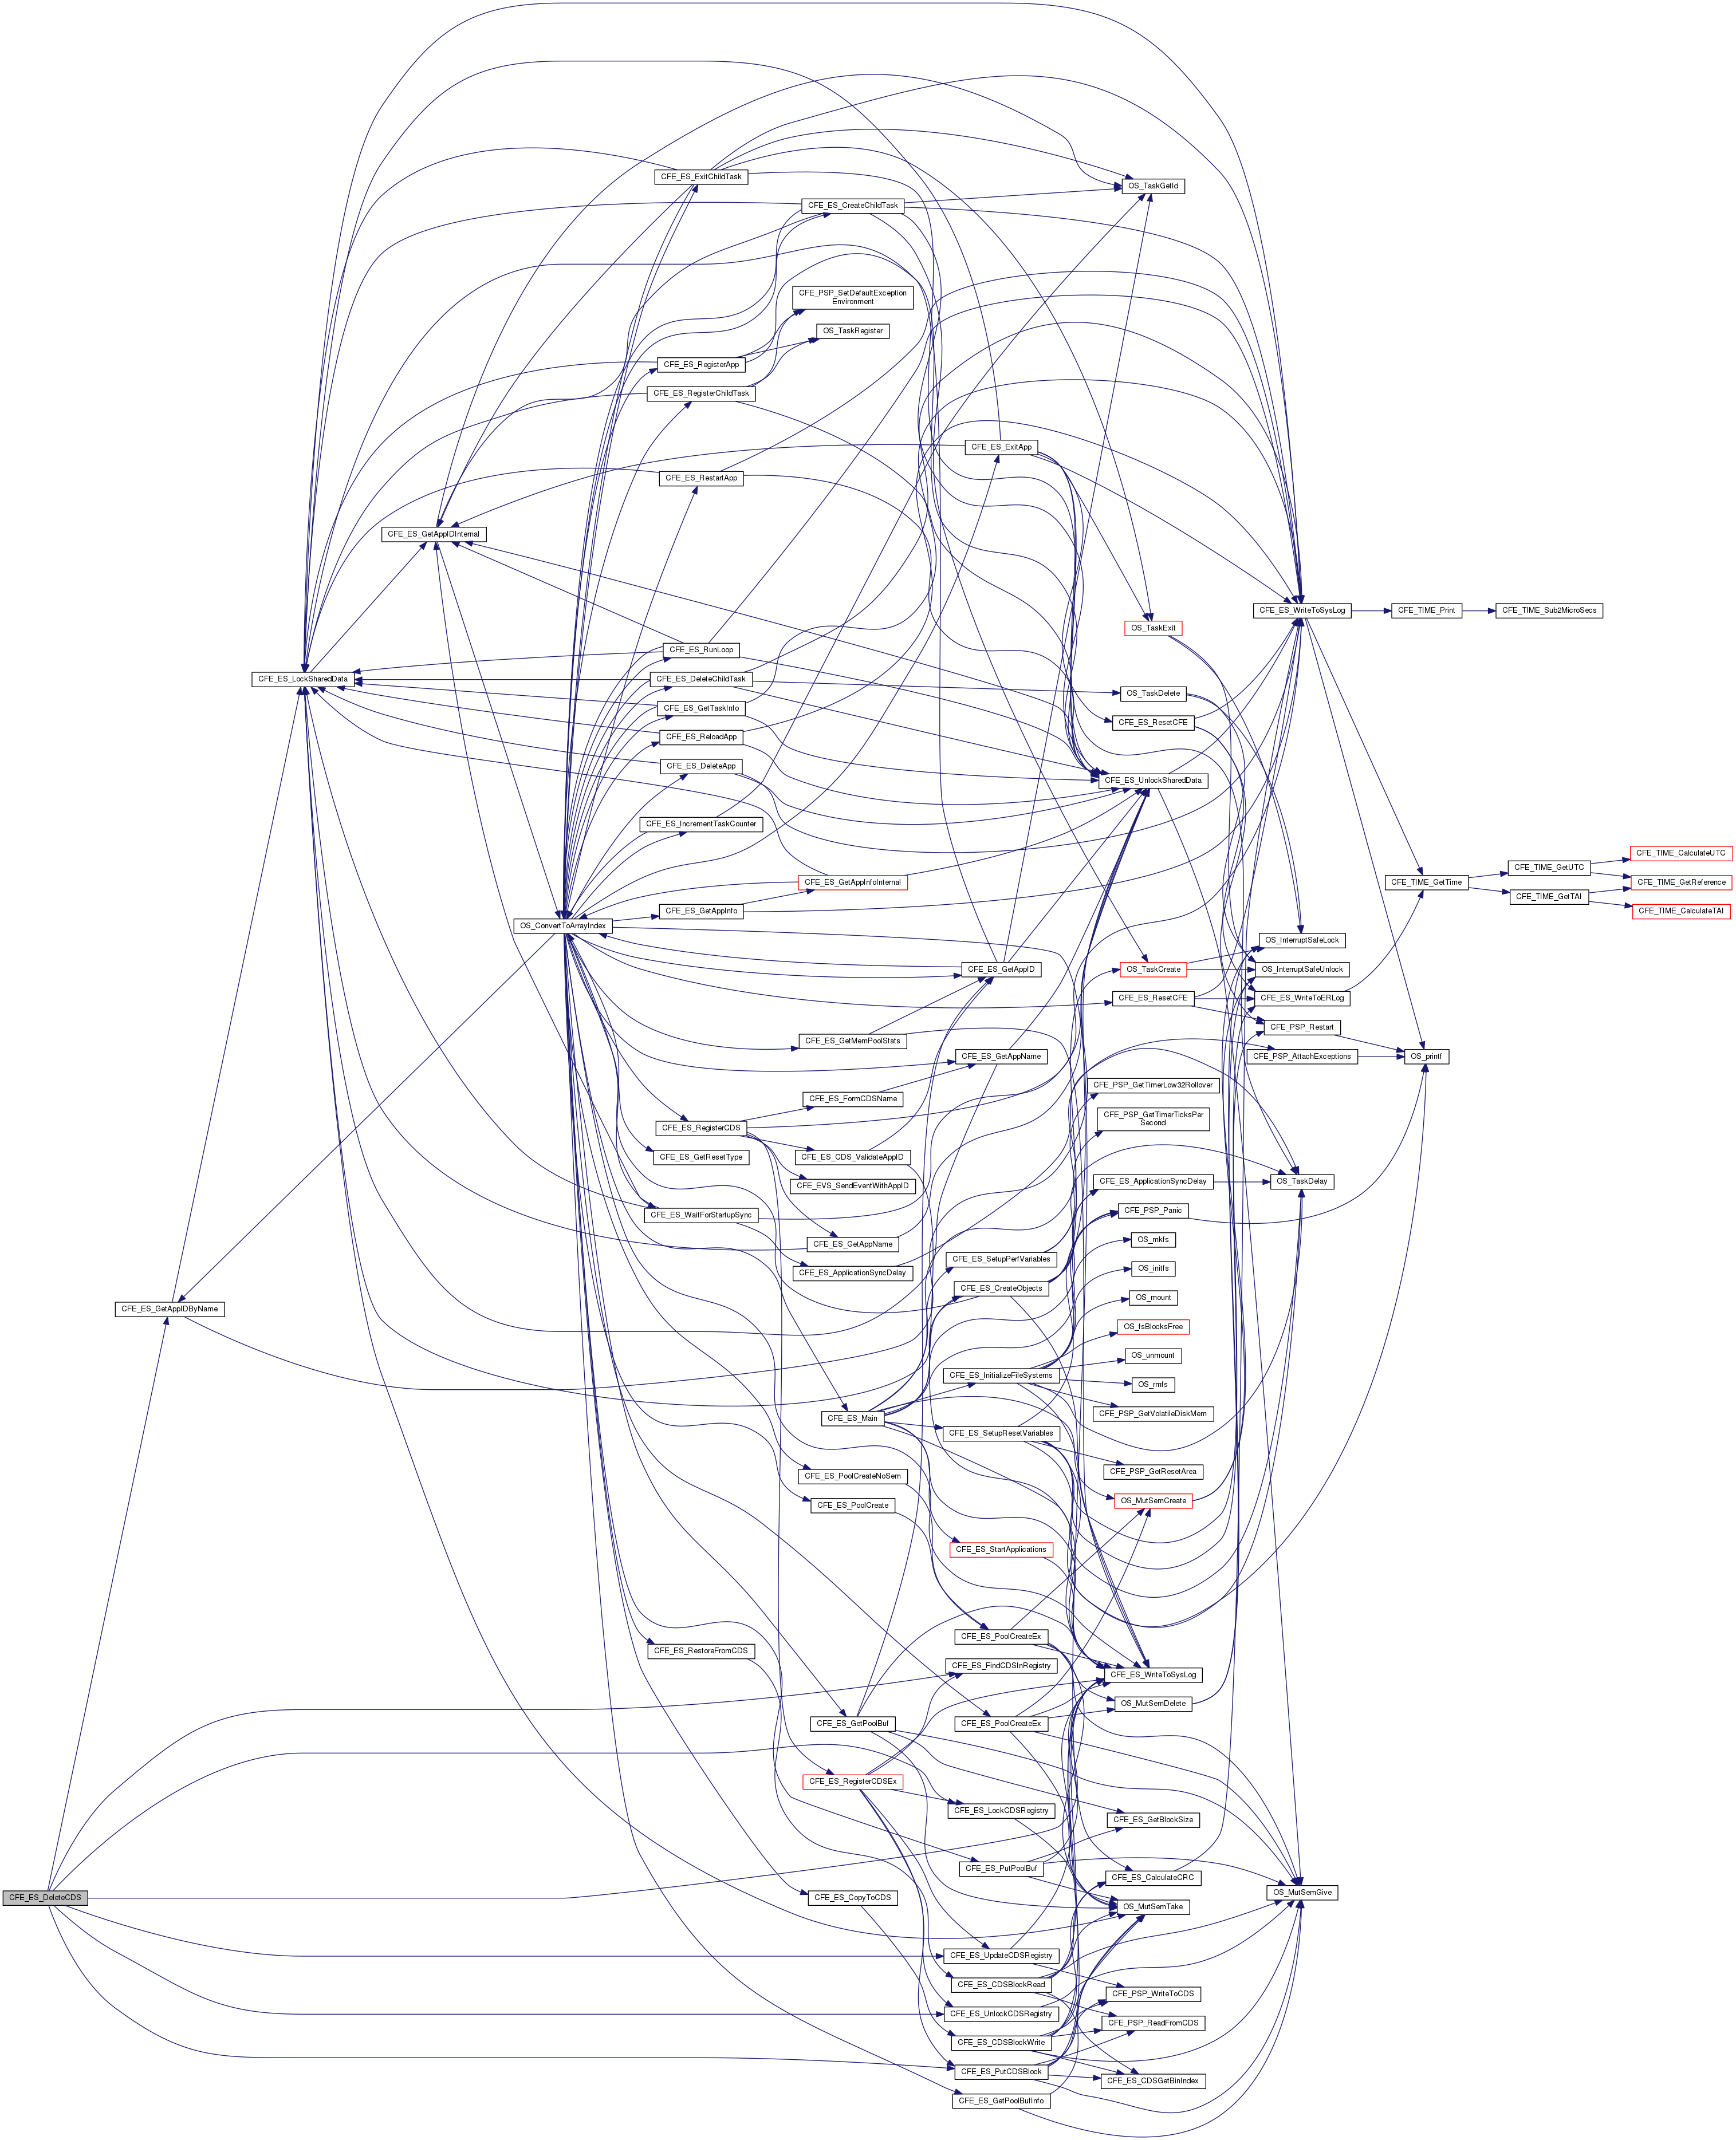 CFE_ES_ExitChildTask
OS_TaskGetId
CFE_ES_CreateChildTask
CFE_PSP_SetDefaultException
Environment
OS_TaskRegister
CFE_ES_RegisterApp
CFE_ES_RegisterChildTask
CFE_ES_ExitApp
CFE_ES_RestartApp
CFE_ES_GetAppIDInternal
CFE_ES_WriteToSysLog
CFE_TIME_Print
CFE_TIME_Sub2MicroSecs
OS_TaskExit
CFE_ES_RunLoop
CFE_ES_LockSharedData
CFE_ES_DeleteChildTask
OS_TaskDelete
CFE_ES_GetTaskInfo
CFE_ES_ResetCFE
CFE_ES_ReloadApp
CFE_ES_DeleteApp
CFE_ES_UnlockSharedData
CFE_ES_IncrementTaskCounter
CFE_TIME_CalculateUTC
CFE_TIME_GetUTC
CFE_ES_GetAppInfoInternal
CFE_TIME_GetTime
CFE_TIME_GetReference
CFE_TIME_GetTAI
CFE_ES_GetAppInfo
CFE_TIME_CalculateTAI
OS_ConvertToArrayIndex
OS_InterruptSafeLock
CFE_ES_GetAppID
OS_TaskCreate
OS_InterruptSafeUnlock
CFE_ES_ResetCFE
CFE_ES_WriteToERLog
CFE_PSP_Restart
CFE_ES_GetMemPoolStats
CFE_ES_GetAppName
CFE_PSP_AttachExceptions
OS_printf
CFE_PSP_GetTimerLow32Rollover
CFE_ES_FormCDSName
CFE_PSP_GetTimerTicksPer
Second
CFE_ES_RegisterCDS
CFE_ES_GetResetType
CFE_ES_CDS_ValidateAppID
CFE_EVS_SendEventWithAppID
CFE_ES_ApplicationSyncDelay
OS_TaskDelay
CFE_ES_WaitForStartupSync
CFE_PSP_Panic
OS_mkfs
CFE_ES_GetAppName
CFE_ES_SetupPerfVariables
CFE_ES_ApplicationSyncDelay
OS_initfs
CFE_ES_CreateObjects
OS_mount
CFE_ES_GetAppIDByName
OS_fsBlocksFree
OS_unmount
CFE_ES_InitializeFileSystems
OS_rmfs
CFE_PSP_GetVolatileDiskMem
CFE_ES_Main
CFE_ES_SetupResetVariables
CFE_PSP_GetResetArea
CFE_ES_PoolCreateNoSem
OS_MutSemCreate
CFE_ES_PoolCreate
CFE_ES_StartApplications
CFE_ES_PoolCreateEx
CFE_ES_RestoreFromCDS
CFE_ES_FindCDSInRegistry
CFE_ES_WriteToSysLog
OS_MutSemDelete
CFE_ES_GetPoolBuf
CFE_ES_PoolCreateEx
CFE_ES_RegisterCDSEx
CFE_ES_LockCDSRegistry
CFE_ES_GetBlockSize
CFE_ES_PutPoolBuf
CFE_ES_CalculateCRC
OS_MutSemGive
CFE_ES_DeleteCDS
CFE_ES_CopyToCDS
OS_MutSemTake
CFE_ES_UpdateCDSRegistry
CFE_ES_CDSBlockRead
CFE_PSP_WriteToCDS
CFE_ES_UnlockCDSRegistry
CFE_PSP_ReadFromCDS
CFE_ES_CDSBlockWrite
CFE_ES_PutCDSBlock
CFE_ES_CDSGetBinIndex
CFE_ES_GetPoolBufInfo